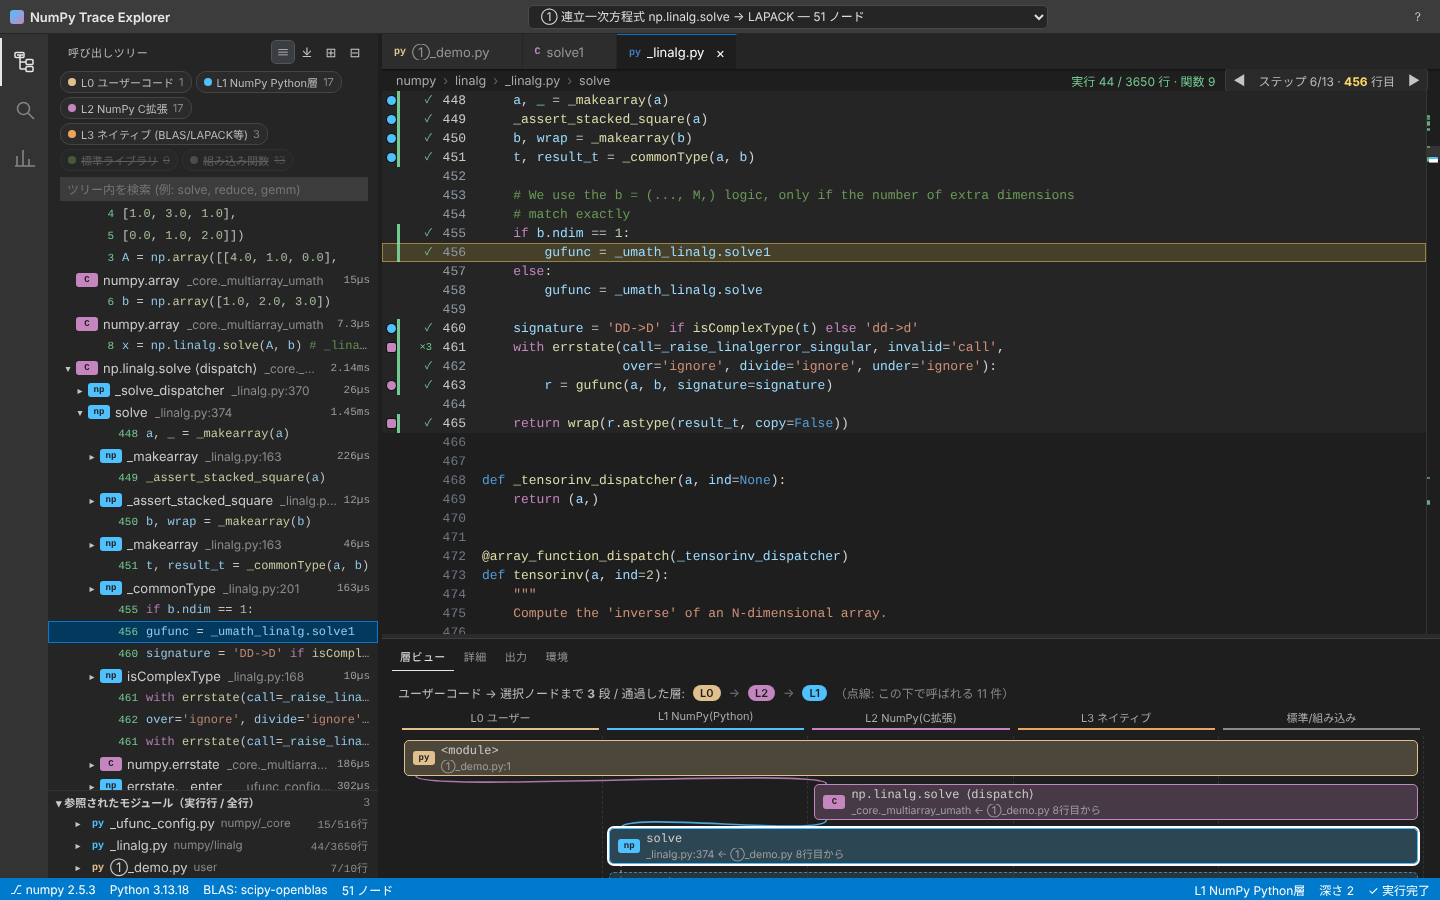 NumPy Trace Explorer
① 連立一次方程式 np.linalg.solve → LAPACK — 51 ノード
?
呼び出しツリー
L0 ユーザーコード 1
L1 NumPy Python層 17
L2 NumPy C拡張 17
L3 ネイティブ (BLAS/LAPACK等) 3
標準ライブラリ 0
組み込み関数 13
ツリー内を検索 (例: solve, reduce, gemm)
4 [1.0, 3.0, 1.0],
5 [0.0, 1.0, 2.0]])
3 A = np.array([[4.0, 1.0, 0.0],
C numpy.array _core._multiarray_umath 15µs
6 b = np.array([1.0, 2.0, 3.0])
C numpy.array _core._multiarray_umath 7.3µs
8 x = np.linalg.solve(A, b) # _lina…
▾ C np.linalg.solve (dispatch) _core._... 2.14ms
▸ np _solve_dispatcher _linalg.py:370 26µs
▾ np solve _linalg.py:374 1.45ms
448 a, _ = _makearray(a)
▸ np _makearray _linalg.py:163 226µs
449 _assert_stacked_square(a)
▸ np _assert_stacked_square _linalg.p... 12µs
450 b, wrap = _makearray(b)
▸ np _makearray _linalg.py:163 46µs
451 t, result_t = _commonType(a, b)
▸ np _commonType _linalg.py:201 163µs
455 if b.ndim == 1:
456 gufunc = _umath_linalg.solve1
460 signature = 'DD->D' if isCompl…
▸ np isComplexType _linalg.py:168 10µs
461 with errstate(call=_raise_lina…
462 over='ignore', divide='ignore'…
461 with errstate(call=_raise_lina…
▸ C numpy.errstate _core._multiarra... 186µs
▸ np errstate.__enter__ _ufunc_config... 302µs
▾ 参照されたモジュール（実行行 / 全行） 3
▸ py _ufunc_config.py numpy/_core 15/516行
▸ py _linalg.py numpy/linalg 44/3650行
▸ py ①_demo.py user 7/10行
py ①_demo.py
C solve1
py _linalg.py ×
numpy › linalg › _linalg.py › solve
実行 44 / 3650 行 · 関数 9
◀ ステップ 6/13 · 456 行目 ▶
✓ 448 a, _ = _makearray(a)
✓ 449 _assert_stacked_square(a)
✓ 450 b, wrap = _makearray(b)
✓ 451 t, result_t = _commonType(a, b)
452
453 # We use the b = (..., M,) logic, only if the number of extra dimensions
454 # match exactly
✓ 455 if b.ndim == 1:
✓ 456 gufunc = _umath_linalg.solve1
457 else:
458 gufunc = _umath_linalg.solve
459
✓ 460 signature = 'DD->D' if isComplexType(t) else 'dd->d'
×3 461 with errstate(call=_raise_linalgerror_singular, invalid='call',
✓ 462 over='ignore', divide='ignore', under='ignore'):
✓ 463 r = gufunc(a, b, signature=signature)
464
✓ 465 return wrap(r.astype(result_t, copy=False))
466
467
468 def _tensorinv_dispatcher(a, ind=None):
469 return (a,)
470
471
472 @array_function_dispatch(_tensorinv_dispatcher)
473 def tensorinv(a, ind=2):
474 """
475 Compute the 'inverse' of an N-dimensional array.
476
層ビュー 詳細 出力 環境
ユーザーコード → 選択ノードまで 3 段 / 通過した層: L0 → L2 → L1 （点線: この下で呼ばれる 11 件）
L0 ユーザー
L1 NumPy(Python)
L2 NumPy(C拡張)
L3 ネイティブ
標準/組み込み
py <module>
①_demo.py:1
C np.linalg.solve (dispatch)
_core._multiarray_umath ← ①_demo.py 8行目から
np solve
_linalg.py:374 ← ①_demo.py 8行目から
⎇ numpy 2.5.3 Python 3.13.18 BLAS: scipy-openblas 51 ノード
L1 NumPy Python層 深さ 2 ✓ 実行完了